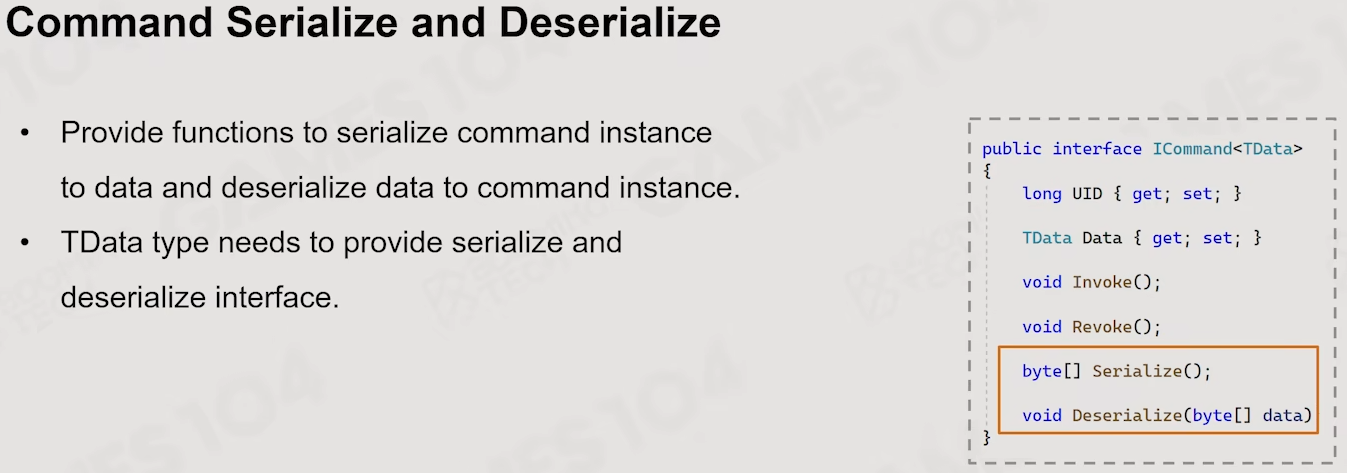 Command Serialize and Deserialize
• Provide functions to serialize command instance
to data and deserialize data to command instance.
• TData type needs to provide serialize and
deserialize interface.
public interface ICommand<TData>
{
long UID { get; set; }
TData Data { get; set; }
void Invoke();
void Revoke();
byte[] Serialize();
void Deserialize(byte[] data)
}
GAMES 104